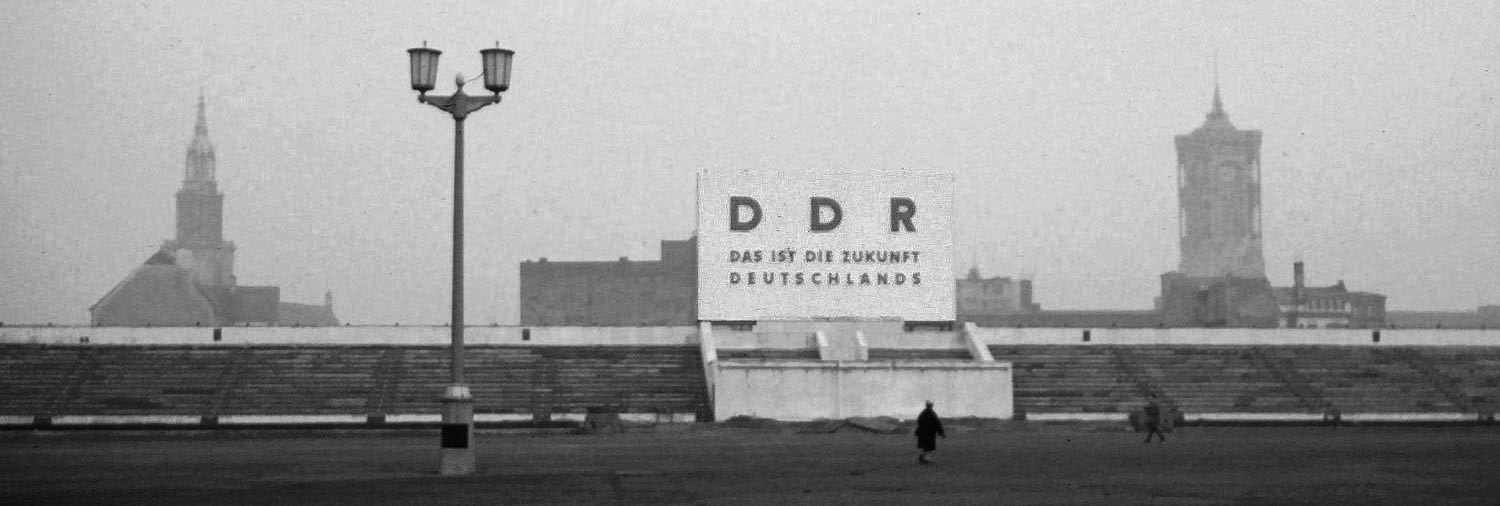 DDR
DAS IST DIE ZUKUNFT
DEUTSCHLANDS